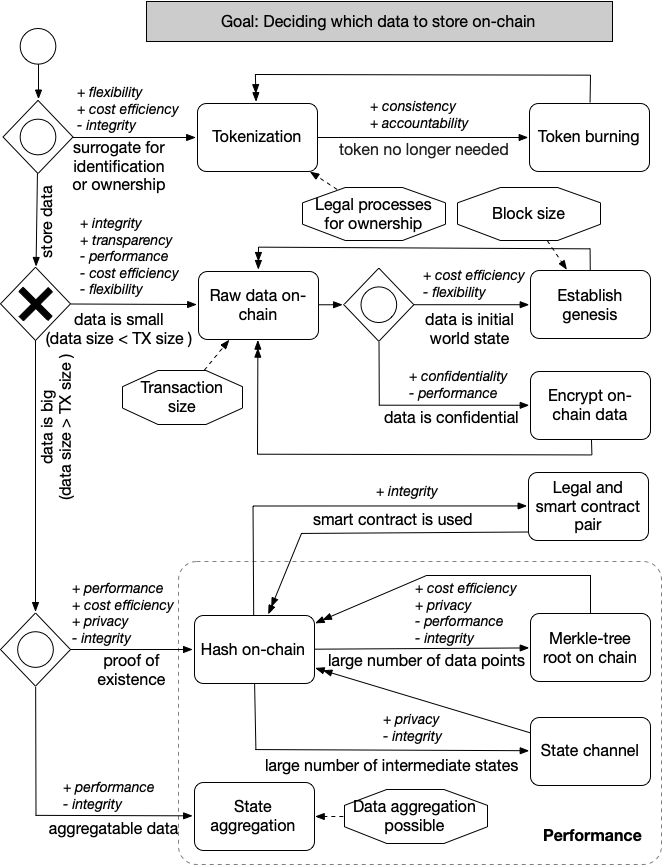 Goal: Deciding which data to store on-chain
+ flexibility
+ cost efficiency
- integrity
surrogate for
identification
or ownership
Tokenization
+ consistency
+ accountability
token no longer needed
Token burning
Legal processes
for ownership
Block size
store data
+ integrity
+ transparency
- performance
- cost efficiency
- flexibility
data is small
(data size < TX size )
Raw data on-
chain
+ cost efficiency
- flexibility
data is initial
world state
Establish
genesis
Transaction
size
+ confidentiality
- performance
data is confidential
Encrypt on-
chain data
data is big
(data size > TX size )
+ integrity
smart contract is used
Legal and
smart contract
pair
+ performance
+ cost efficiency
+ privacy
- integrity
proof of
existence
Hash on-chain
+ cost efficiency
+ privacy
- performance
- integrity
large number of data points
Merkle-tree
root on chain
+ privacy
- integrity
large number of intermediate states
State channel
+ performance
- integrity
aggregatable data
State
aggregation
Data aggregation
possible
Performance